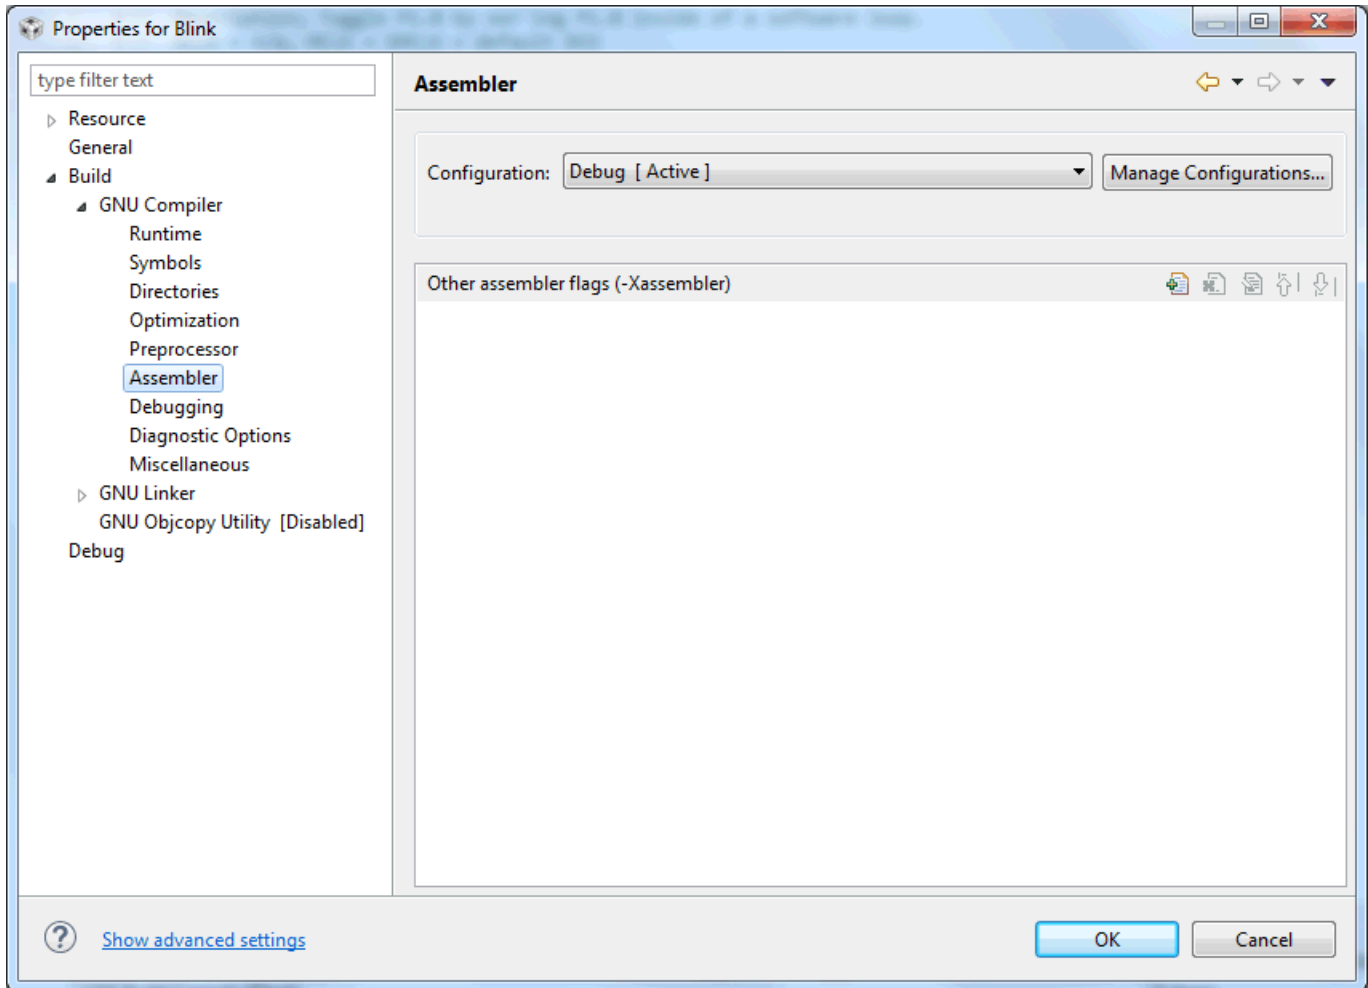 Properties for Blink
type filter text
Assembler
Resource
General
Build
GNU Compiler
Runtime
Symbols
Directories
Optimization
Preprocessor
Assembler
Debugging
Diagnostic Options
Miscellaneous
GNU Linker
GNU Objcopy Utility [Disabled]
Debug
Configuration: Debug [ Active ] Manage Configurations...
Other assembler flags (-Xassembler)
Show advanced settings
OK Cancel